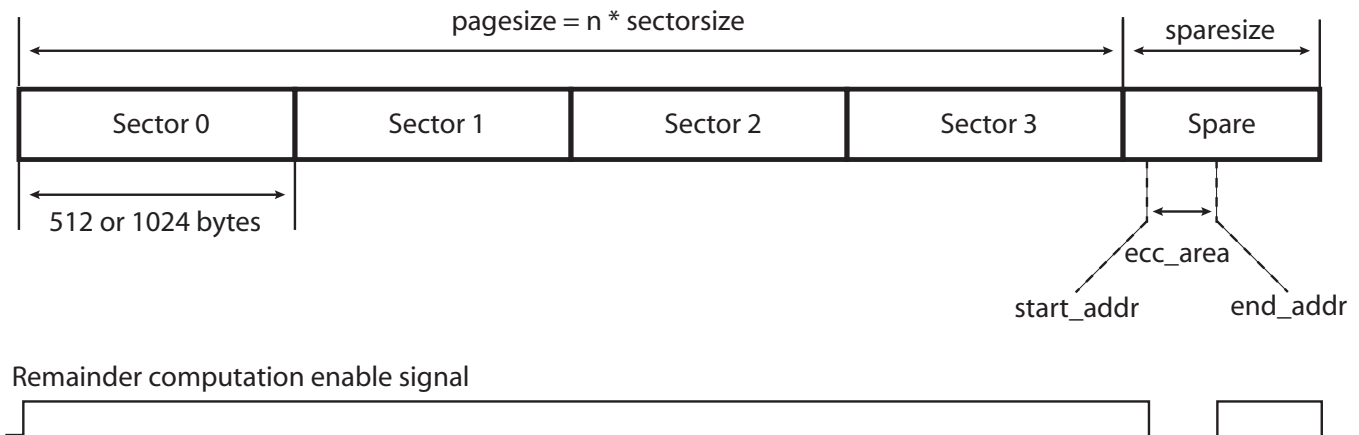 pagesize = n * sectorsize
sparesize
Sector 0
Sector 1
Sector 2
Sector 3
Spare
512 or 1024 bytes
ecc_area
start_addr
end_addr
Remainder computation enable signal